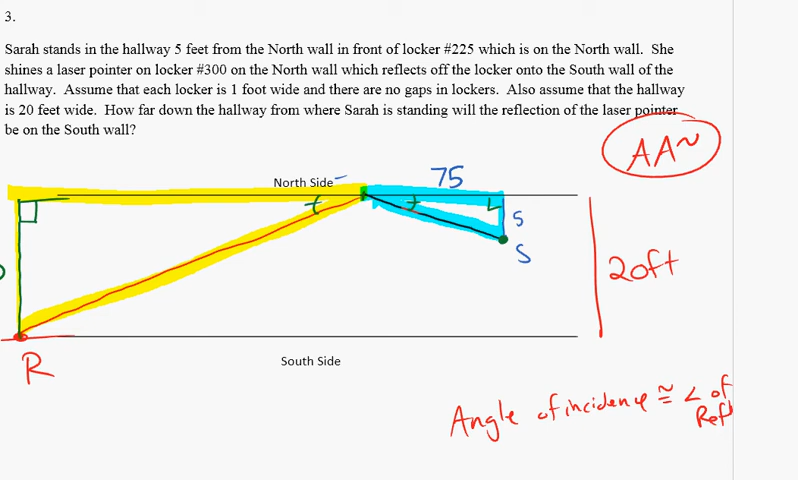 3.
Sarah stands in the hallway 5 feet from the North wall in front of locker #225 which is on the North wall.  She
shines a laser pointer on locker #300 on the North wall which reflects off the locker onto the South wall of the
hallway.  Assume that each locker is 1 foot wide and there are no gaps in lockers.  Also assume that the hallway
is 20 feet wide.  How far down the hallway from where Sarah is standing will the reflection of the laser pointer
be on the South wall?
AA~
North Side
75
5
S
20ft
R
South Side
Angle of incidence ≅ ∠ of
Ref